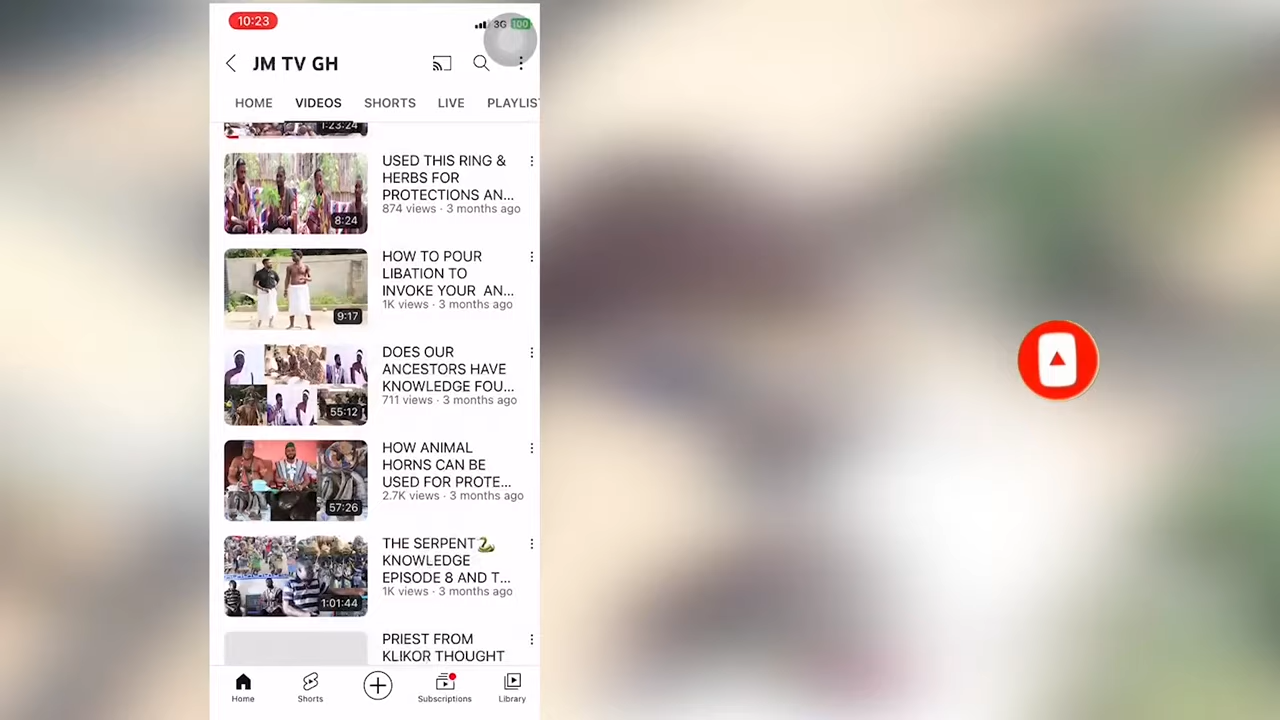 10:23
3G 100
JM TV GH
HOME VIDEOS SHORTS LIVE PLAYLIS
1:23:24
USED THIS RING &
HERBS FOR
PROTECTIONS AN...
874 views · 3 months ago
8:24
HOW TO POUR
LIBATION TO
INVOKE YOUR AN...
1K views · 3 months ago
9:17
DOES OUR
ANCESTORS HAVE
KNOWLEDGE FOU...
711 views · 3 months ago
55:12
HOW ANIMAL
HORNS CAN BE
USED FOR PROTE...
2.7K views · 3 months ago
57:26
THE SERPENT🐍
KNOWLEDGE
EPISODE 8 AND T...
1K views · 3 months ago
1:01:44
PRIEST FROM
KLIKOR THOUGHT
Home Shorts Subscriptions Library